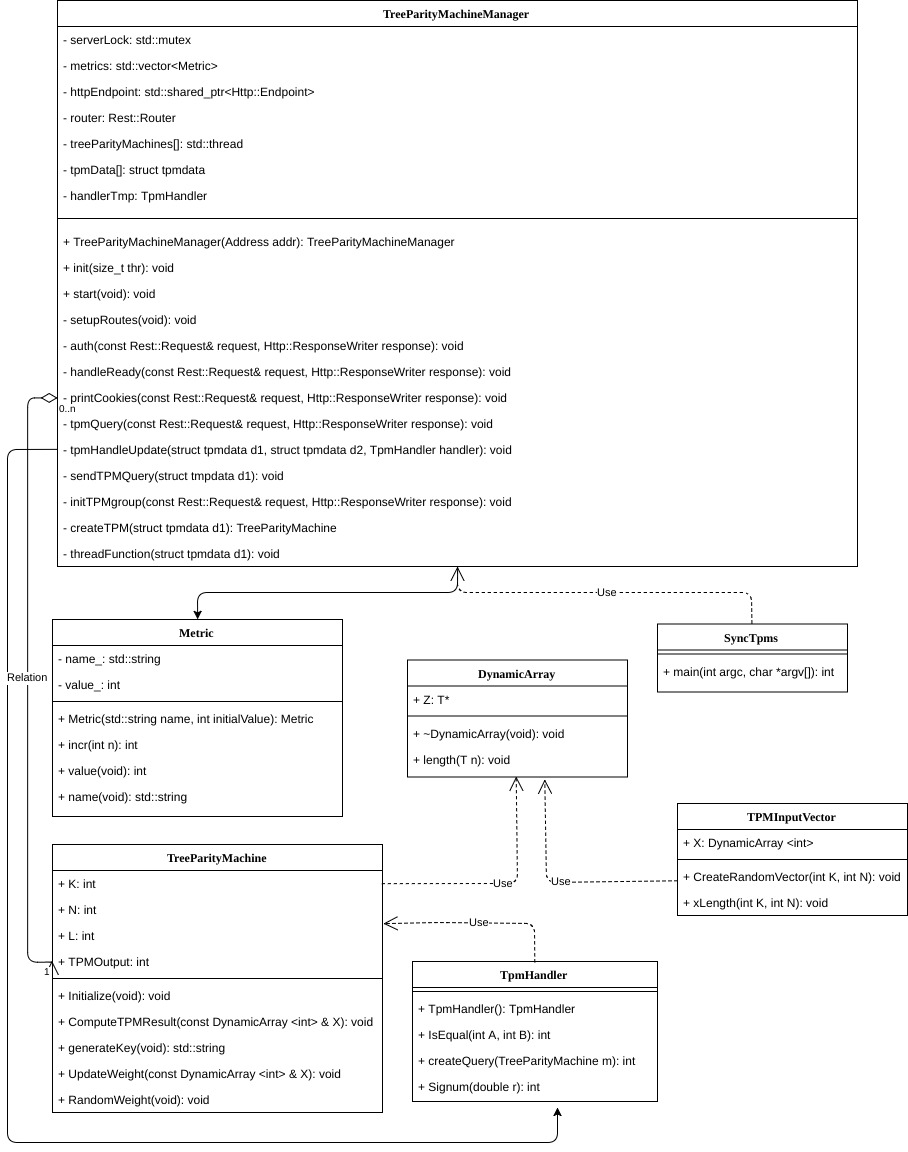 TreeParityMachineManager
- serverLock: std::mutex
- metrics: std::vector<Metric>
- httpEndpoint: std::shared_ptr<Http::Endpoint>
- router: Rest::Router
- treeParityMachines[]: std::thread
- tpmData[]: struct tpmdata
- handlerTmp: TpmHandler
+ TreeParityMachineManager(Address addr): TreeParityMachineManager
+ init(size_t thr): void
+ start(void): void
- setupRoutes(void): void
- auth(const Rest::Request& request, Http::ResponseWriter response): void
- handleReady(const Rest::Request& request, Http::ResponseWriter response): void
- printCookies(const Rest::Request& request, Http::ResponseWriter response): void
0..n
- tpmQuery(const Rest::Request& request, Http::ResponseWriter response): void
- tpmHandleUpdate(struct tpmdata d1, struct tpmdata d2, TpmHandler handler): void
- sendTPMQuery(struct tmpdata d1): void
- initTPMgroup(const Rest::Request& request, Http::ResponseWriter response): void
- createTPM(struct tpmdata d1): TreeParityMachine
- threadFunction(struct tpmdata d1): void
Use
Metric
- name_: std::string
- value_: int
+ Metric(std::string name, int initialValue): Metric
+ incr(int n): int
+ value(void): int
+ name(void): std::string
Relation
SyncTpms
+ main(int argc, char *argv[]): int
DynamicArray
+ Z: T*
+ ~DynamicArray(void): void
+ length(T n): void
TPMInputVector
+ X: DynamicArray <int>
+ CreateRandomVector(int K, int N): void
+ xLength(int K, int N): void
Use
Use
TreeParityMachine
+ K: int
+ N: int
+ L: int
+ TPMOutput: int
1
+ Initialize(void): void
+ ComputeTPMResult(const DynamicArray <int> & X): void
+ generateKey(void): std::string
+ UpdateWeight(const DynamicArray <int> & X): void
+ RandomWeight(void): void
Use
TpmHandler
+ TpmHandler(): TpmHandler
+ IsEqual(int A, int B): int
+ createQuery(TreeParityMachine m): int
+ Signum(double r): int